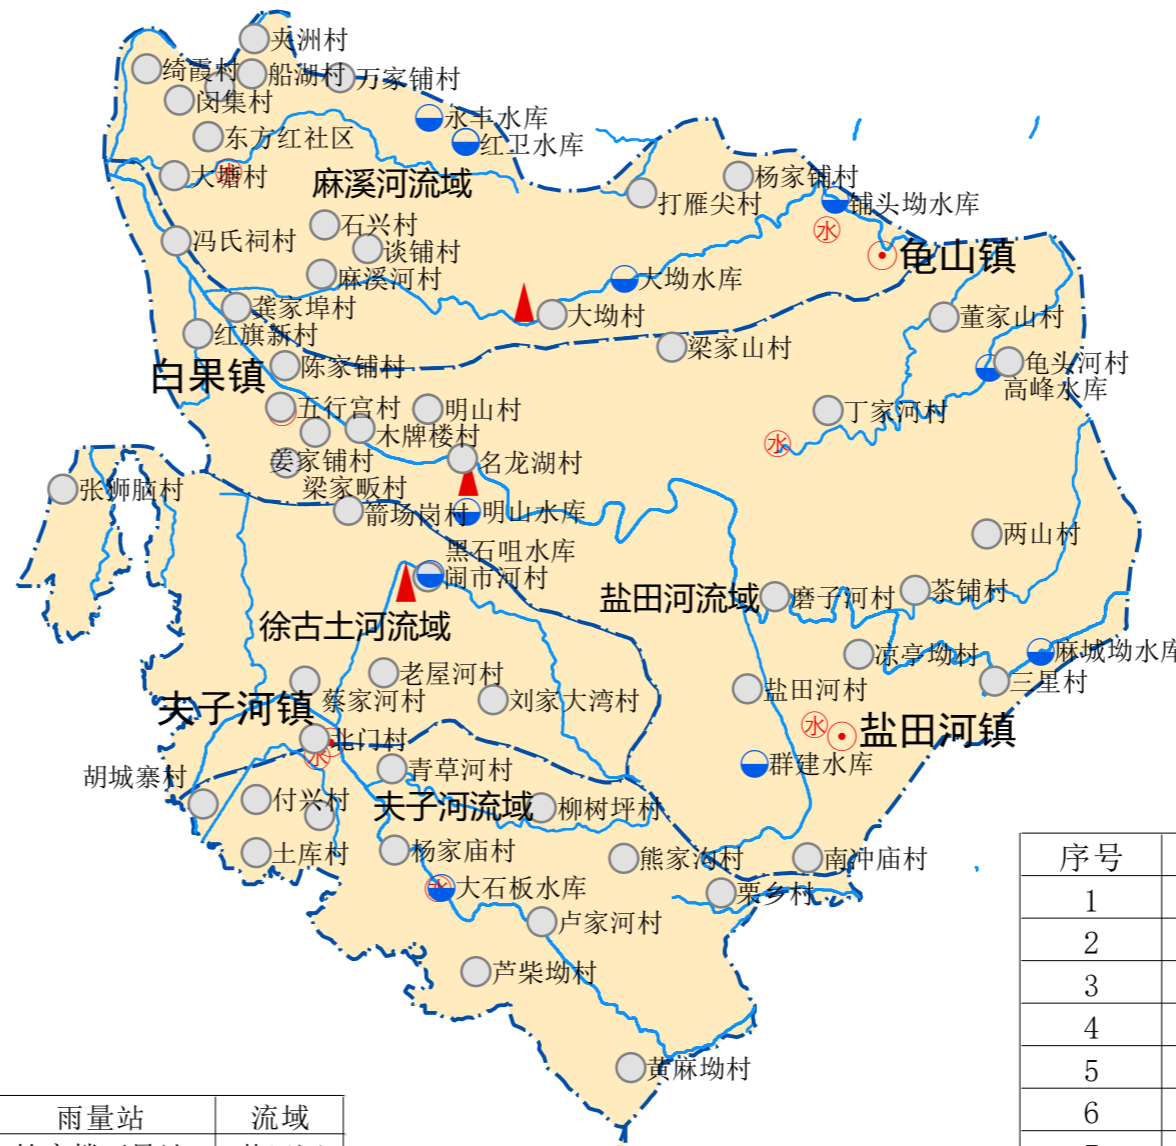 夹洲村
绮霞村
船湖村
万家铺村
闵集村
永丰水库
东方红社区
红卫水库
大塘村
水
麻溪河流域
杨家铺村
打雁尖村
铺头坳水库
石兴村
水
冯氏祠村
谈铺村
龟山镇
麻溪河村
大坳水库
龚家埠村
大坳村
董家山村
红旗新村
梁家山村
陈家铺村
龟头河村
白果镇
高峰水库
五行宫村
明山村
丁家河村
木牌楼村
水
姜家铺村
名龙湖村
梁家畈村
张狮脑村
箭场岗村
明山水库
两山村
黑石咀水库
闹市河村
盐田河流域
磨子河村
茶铺村
徐古土河流域
凉亭坳村
麻城坳水库
老屋河村
三星村
蔡家河村
刘家大湾村
盐田河村
夫子河镇
水
盐田河镇
北门村
水
青草河村
群建水库
胡城寨村
付兴村
夫子河流域
柳树坪村
土库村
杨家庙村
熊家沟村
南冲庙村
水
大石板水库
栗乡村
卢家河村
芦柴坳村
黄麻坳村
序号
1
2
3
4
5
6
雨量站
流域